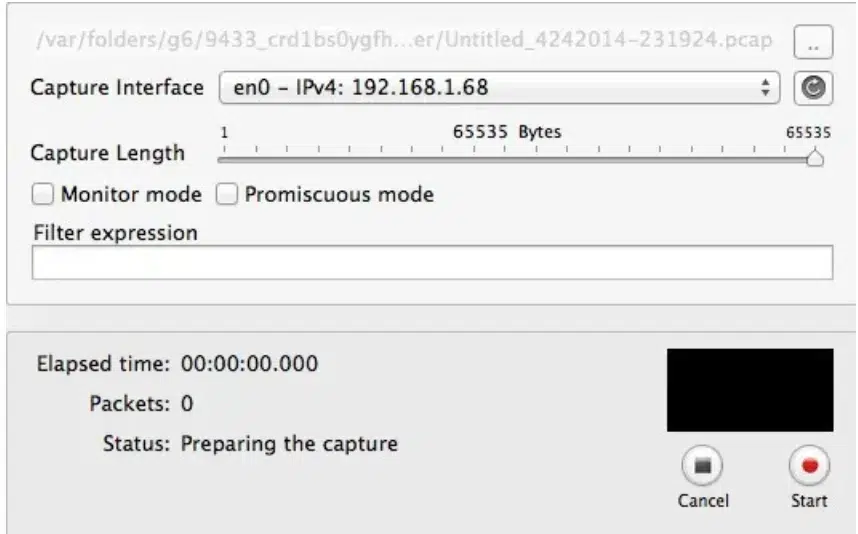 /var/folders/g6/9433_crd1bs0ygfh...er/Untitled_4242014-231924.pcap
..
Capture Interface
en0 - IPv4: 192.168.1.68
1
65535 Bytes
65535
Capture Length
Monitor mode
Promiscuous mode
Filter expression
Elapsed time: 00:00:00.000
Packets: 0
Status: Preparing the capture
Cancel
Start